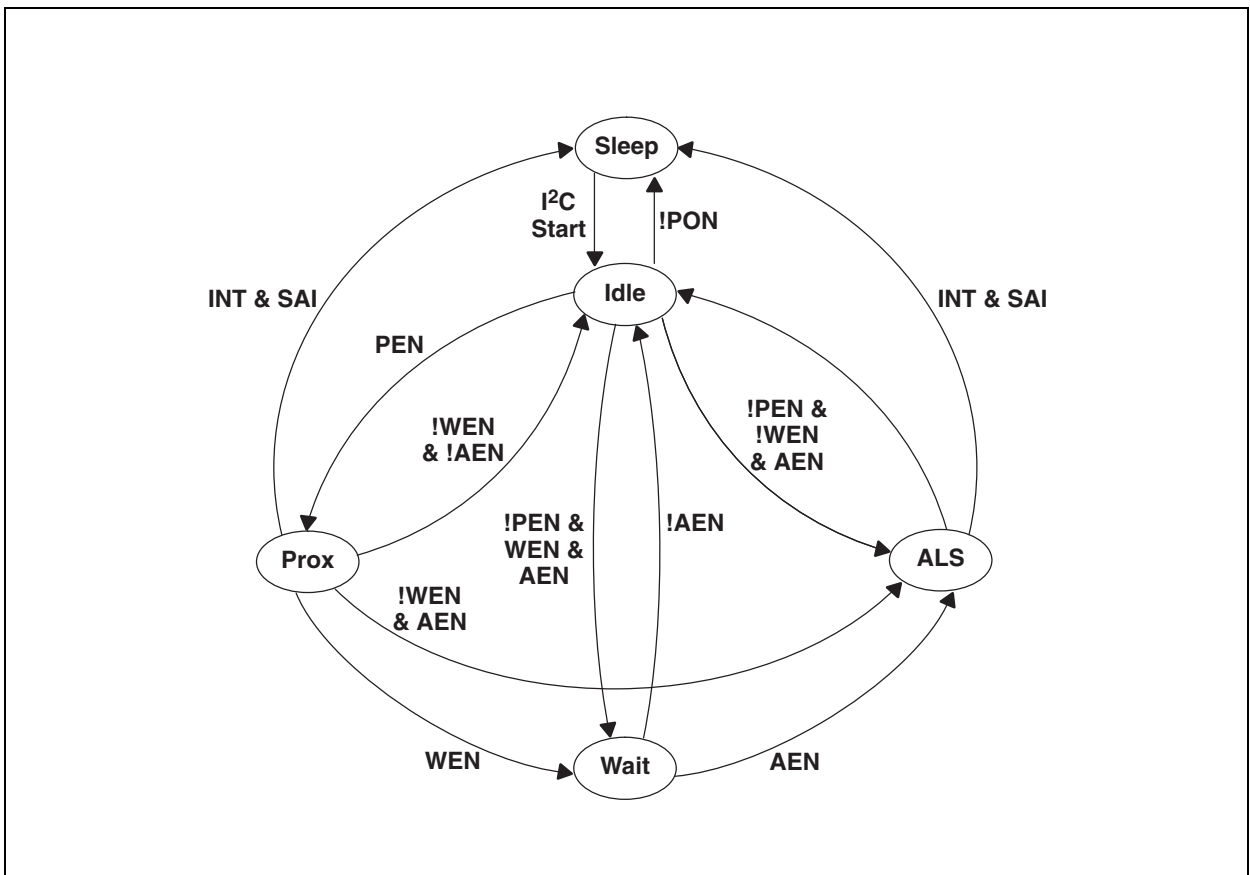 Sleep
I²C
Start
!PON
Idle
INT & SAI
INT & SAI
PEN
!WEN
& !AEN
!PEN &
!WEN
& AEN
!PEN &
WEN &
AEN
!AEN
Prox
ALS
!WEN
& AEN
WEN
Wait
AEN